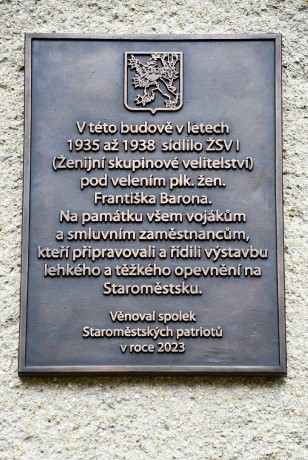 V této budově v letech
1935 až 1938 sídlilo ŽSV I
(Ženijní skupinové velitelství)
pod velením plk. žen.
Františka Barona.
Na památku všem vojákům
a smluvním zaměstnancům,
kteří připravovali a řídili výstavbu
lehkého a těžkého opevnění na
Staroměstsku.
Věnoval spolek
Staroměstských patriotů
v roce 2023